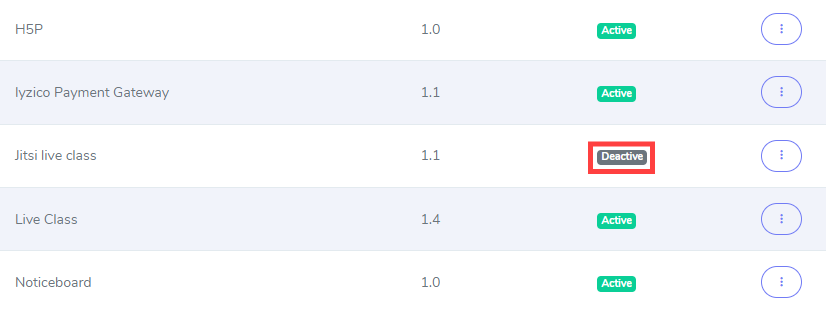 H5P 1.0 Active
Iyzico Payment Gateway 1.1 Active
Jitsi live class 1.1 Deactive
Live Class 1.4 Active
Noticeboard 1.0 Active